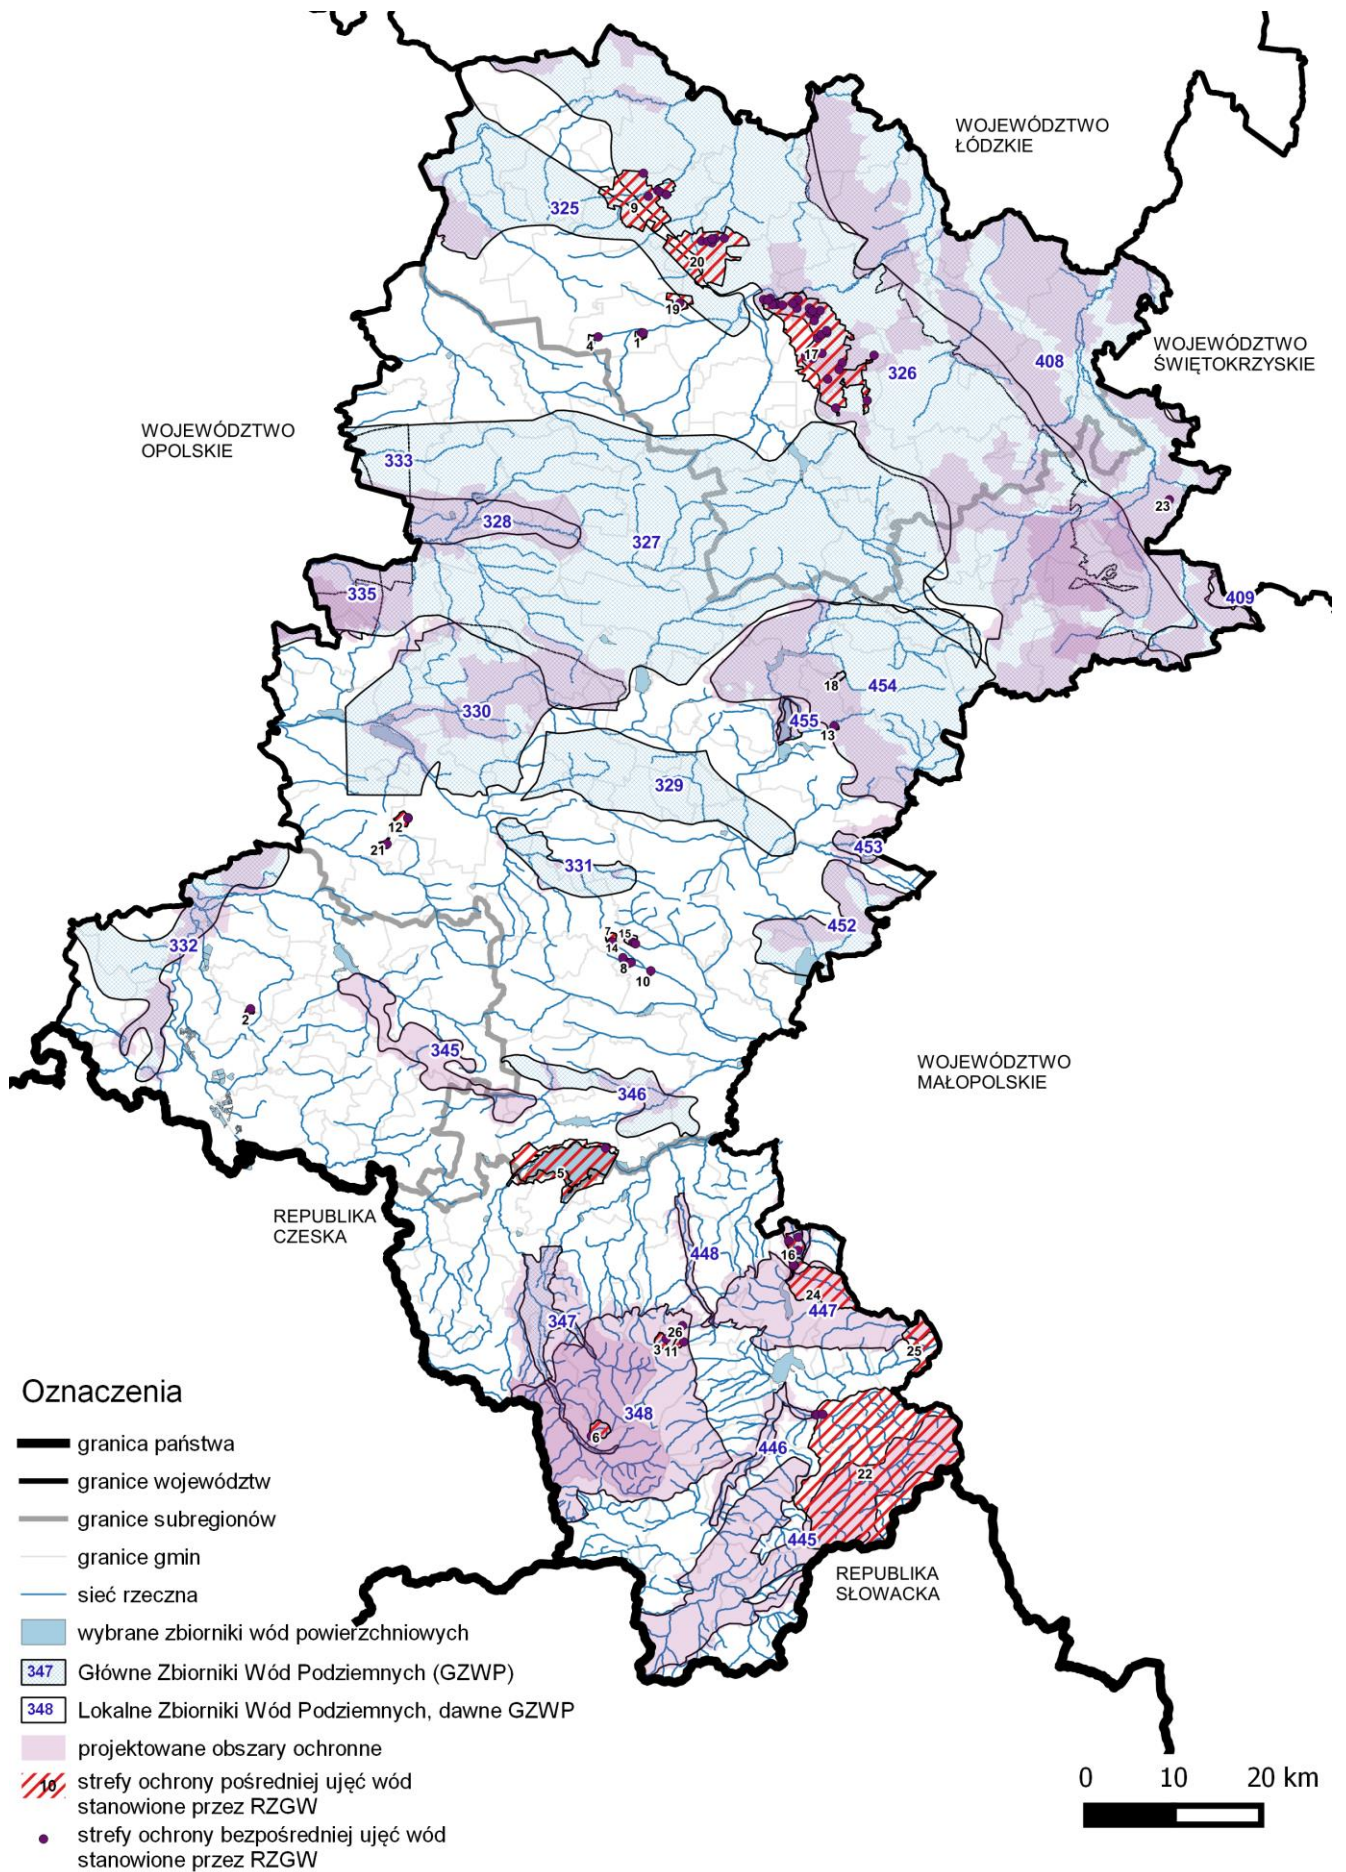 WOJEWÓDZTWO
ŁÓDZKIE
9
325
20
19
4
1
17
326
408
WOJEWÓDZTWO
ŚWIĘTOKRZYSKIE
WOJEWÓDZTWO
OPOLSKIE
333
328
327
23
335
409
18
454
330
455
13
329
12
21
453
331
452
332
7
15
14
8
10
2
345
WOJEWÓDZTWO
MAŁOPOLSKIE
346
5
REPUBLIKA
CZESKA
448
16
24
447
347
26
3
11
25
348
446
22
445
REPUBLIKA
SŁOWACKA
Oznaczenia
granica państwa
granice województw
granice subregionów
granice gmin
sieć rzeczna
wybrane zbiorniki wód powierzchniowych
347 Główne Zbiorniki Wód Podziemnych (GZWP)
348 Lokalne Zbiorniki Wód Podziemnych, dawne GZWP
projektowane obszary ochronne
10 strefy ochrony pośredniej ujęć wód
stanowione przez RZGW
strefy ochrony bezpośredniej ujęć wód
stanowione przez RZGW
0 10 20 km